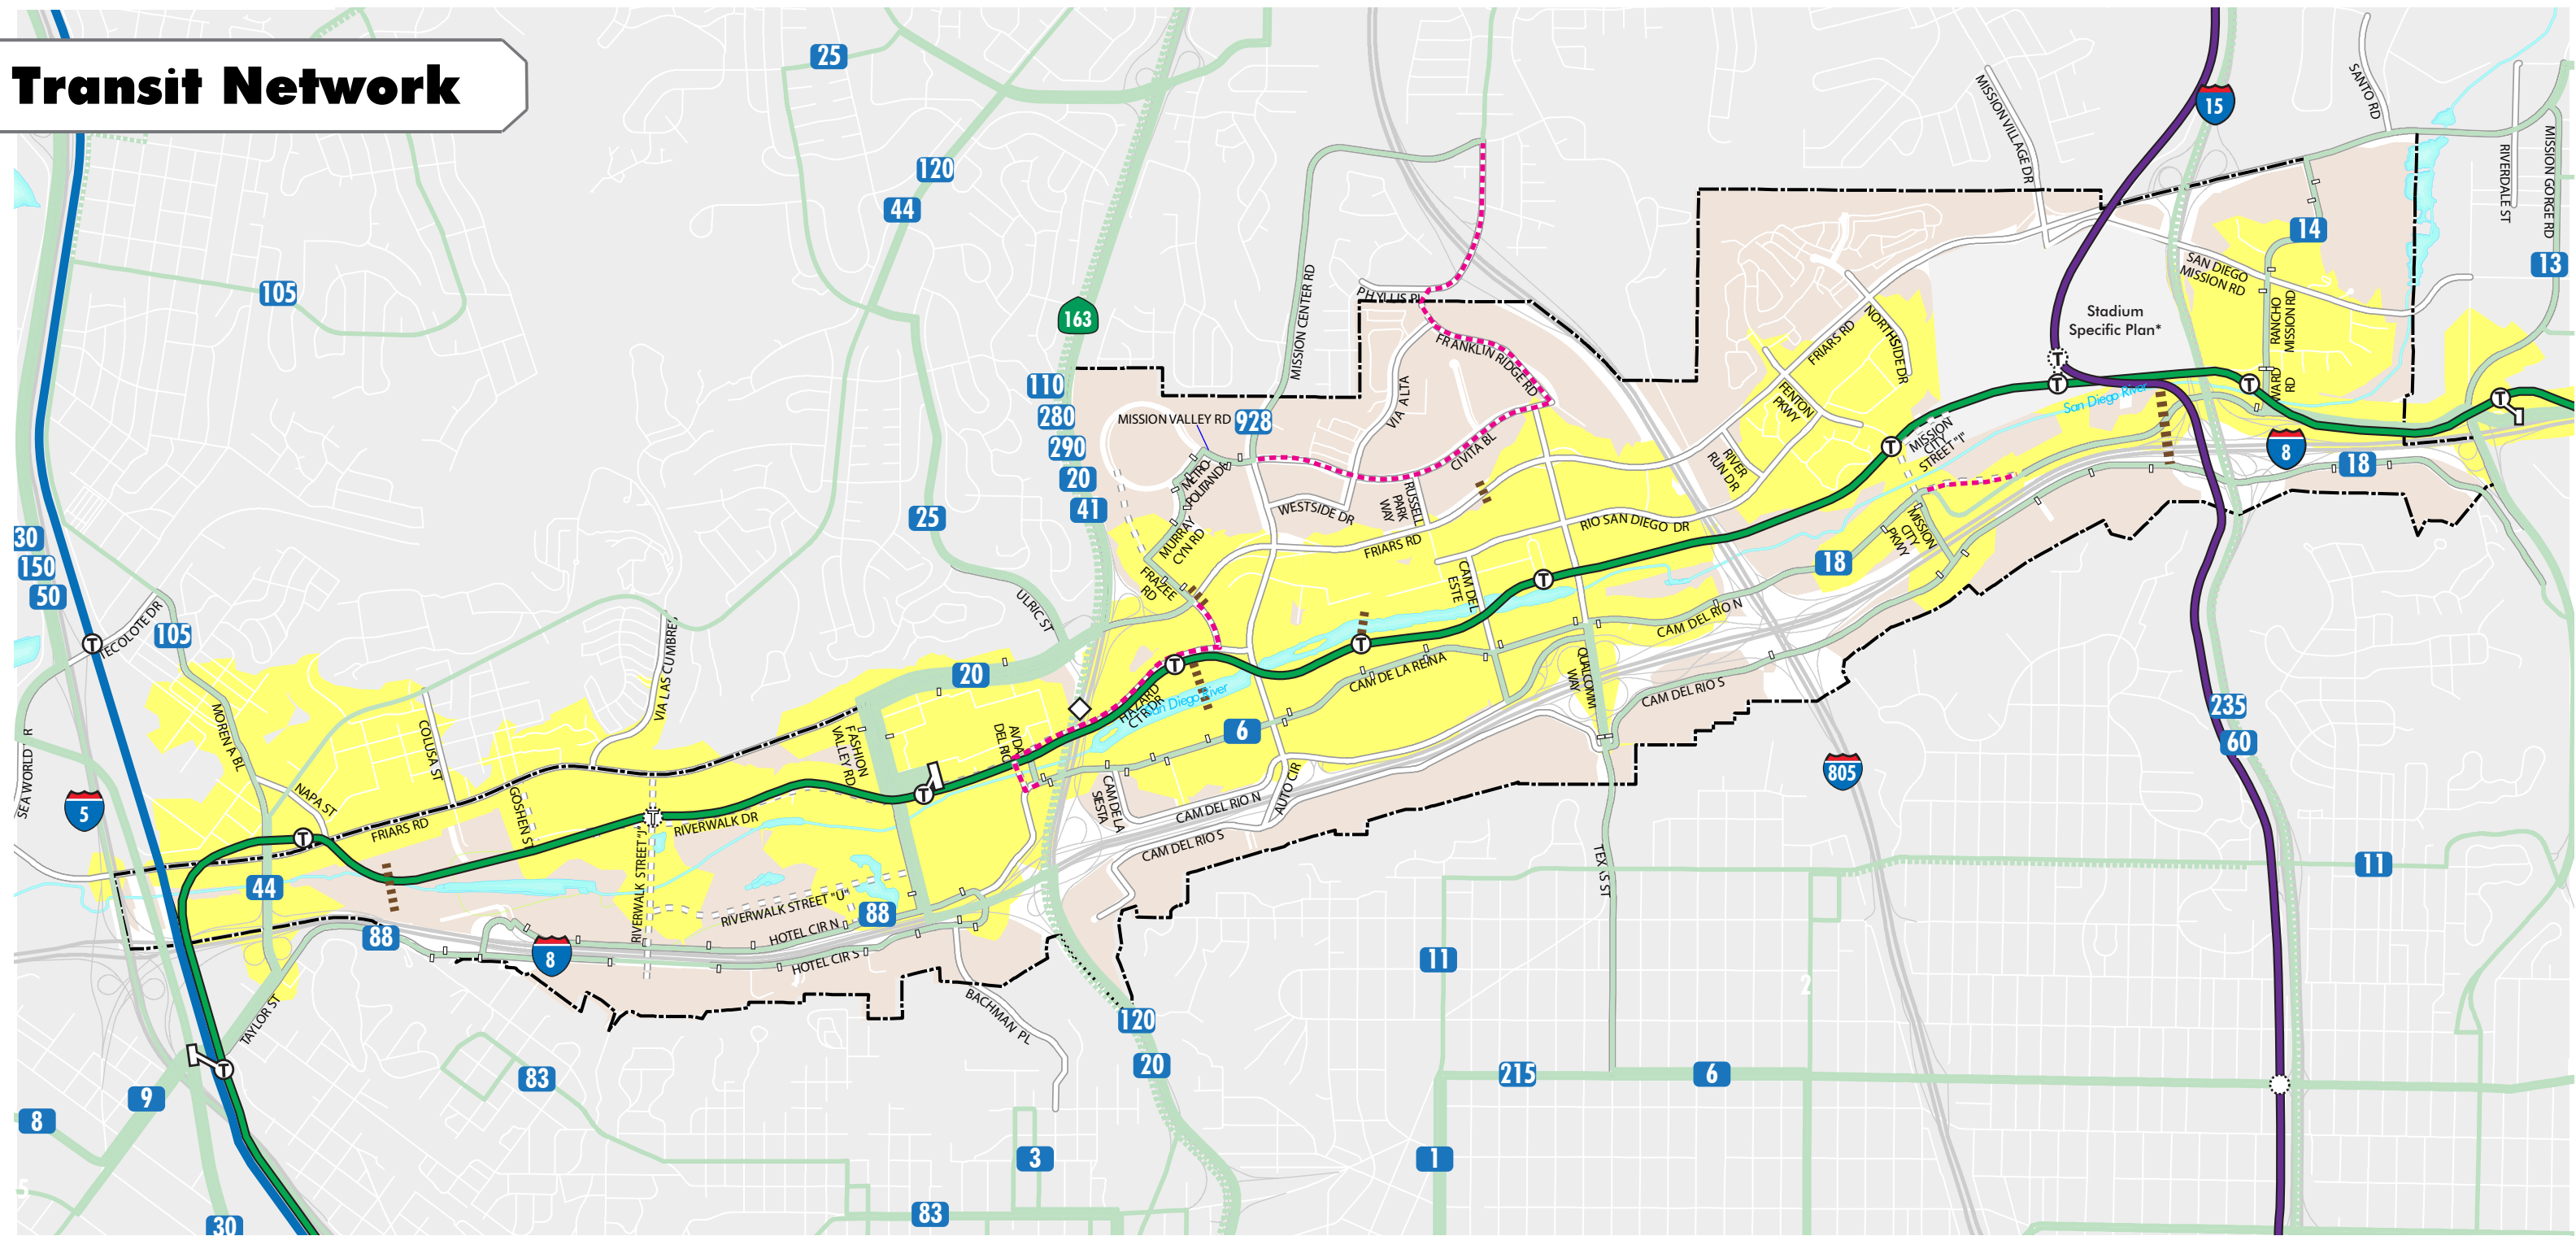 Transit Network
25
15
SANTO RD
MISSION VILLAGE DR
120
44
RIVERDALE ST
MISSION GORGE RD
14
13
SAN DIEGO
MISSION RD
105
163
MISSION CENTER RD
PHYLLIS PL
FRANKLIN RIDGE RD
NORTHSIDE DR
FRIARS RD
Stadium
Specific Plan*
RANCHO
MISSION RD
WARD
RD
110
280
290
20
41
MISSION VALLEY RD
928
VIA ALTA
CIVITA BL
FENTON
PKWY
RIVER
RUN DR
San Diego River
MISSION
CITY
STREET "I"
8
18
METRO
POLITAN DR
RUSSELL
PARK
WAY
WESTSIDE DR
25
30
150
50
MURRAY
CYN RD
FRIARS RD
RIO SAN DIEGO DR
MISSION
CITY
PKWY
18
FRAZEE
RD
CAM DEL
ESTE
CAM DEL RIO N
ULRIC ST
TECOLOTE DR
105
VIA LAS CUMBRES
20
CAM DE LA REINA
QUALCOMM
WAY
CAM DEL RIO S
235
60
HAZARD
CTR DR
San Diego River
6
MORENA BL
COLUSA ST
FASHION
VALLEY RD
AVDA
DEL RIO
SEA WORLD DR
5
NAPA ST
GOSHEN ST
FRIARS RD
RIVERWALK DR
CAM DE LA
SIESTA
CAM DEL RIO N
AUTO CIR
CAM DEL RIO S
805
TEXAS ST
11
44
RIVERWALK STREET "J"
RIVERWALK STREET "U"
88
HOTEL CIR N
HOTEL CIR S
88
8
11
2
TAYLOR ST
BACHMAN PL
120
20
215
6
83
9
8
3
1
5
30
83